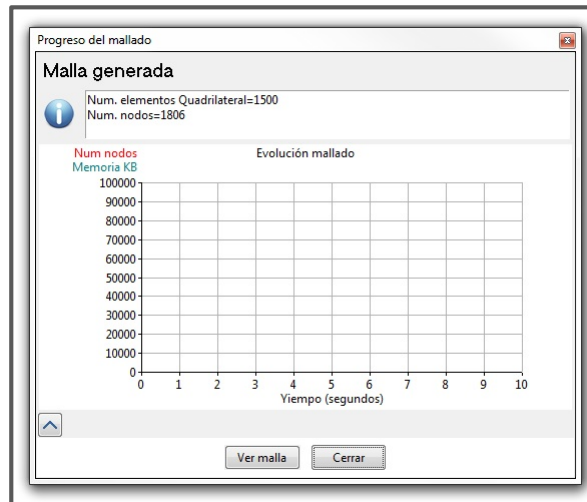 Progreso del mallado
Malla generada
Num. elementos Quadrilateral=1500
Num. nodos=1806
Num nodos
Evolución mallado
Memoria KB
100000
90000
80000
70000
60000
50000
40000
30000
20000
10000
0
0 1 2 3 4 5 6 7 8 9 10
Yiempo (segundos)
Ver malla Cerrar